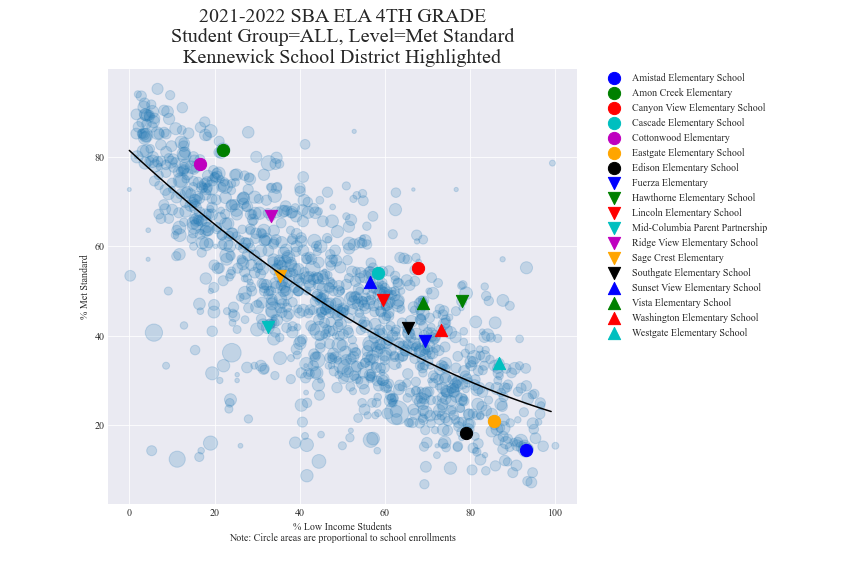 2021-2022 SBA ELA 4TH GRADE
Student Group=ALL, Level=Met Standard
Kennewick School District Highlighted
% Met Standard
80
60
40
20
0 20 40 60 80 100
% Low Income Students
Note: Circle areas are proportional to school enrollments
Amistad Elementary School
Amon Creek Elementary
Canyon View Elementary School
Cascade Elementary School
Cottonwood Elementary
Eastgate Elementary School
Edison Elementary School
Fuerza Elementary
Hawthorne Elementary School
Lincoln Elementary School
Mid-Columbia Parent Partnership
Ridge View Elementary School
Sage Crest Elementary
Southgate Elementary School
Sunset View Elementary School
Vista Elementary School
Washington Elementary School
Westgate Elementary School